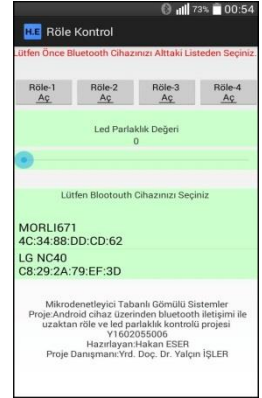 73% 00:54
H.E Röle Kontrol
Lütfen Önce Bluetooth Cihazınızı Alttaki Listeden Seçiniz.
Röle-1 Röle-2 Röle-3 Röle-4
Aç Aç Aç Aç
Led Parlaklık Değeri
0
Lütfen Blootooth Cihazınızı Seçiniz
MORLI671
4C:34:88:DD:CD:62
LG NC40
C8:29:2A:79:EF:3D
Mikrodenetleyici Tabanlı Gömülü Sistemler
Proje:Android cihaz üzerinden bluetooth iletişimi ile
uzaktan röle ve led parlaklık kontrolü projesi
Y1602055006
Hazırlayan:Hakan ESER
Proje Danışmanı:Yrd. Doç. Dr. Yalçın İŞLER